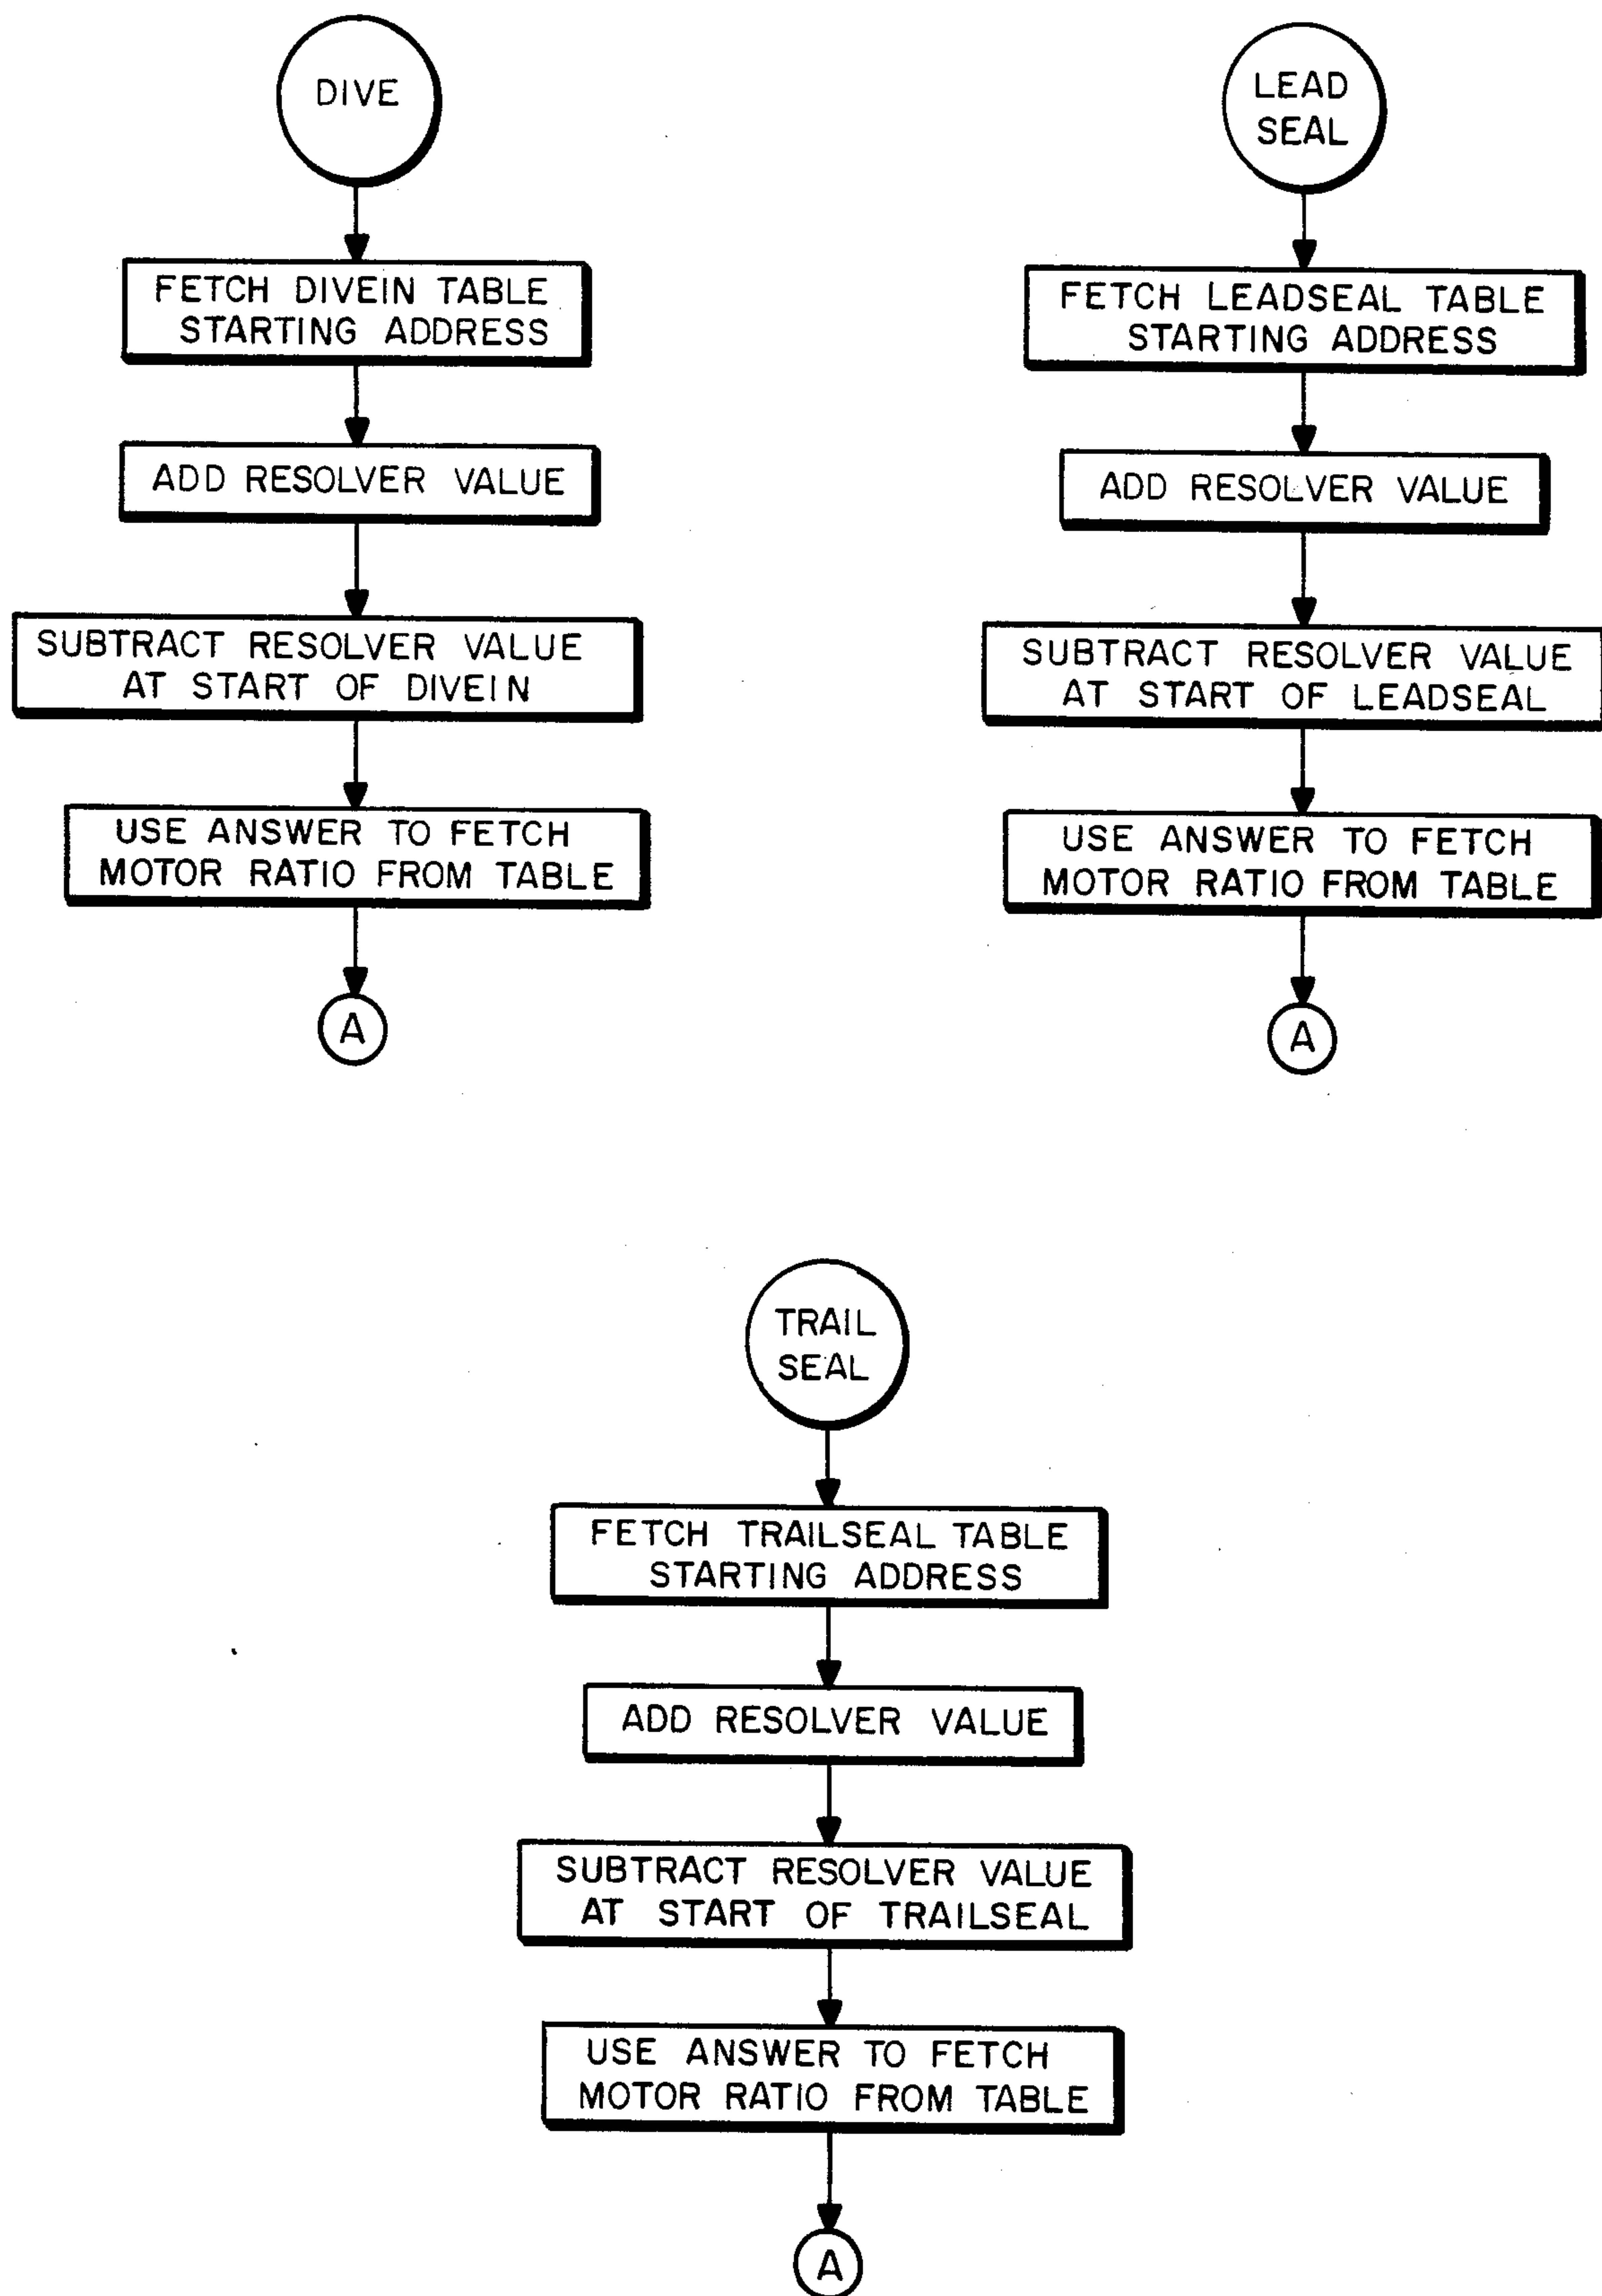 DIVE
FETCH DIVEIN TABLE
STARTING ADDRESS
ADD RESOLVER VALUE
SUBTRACT RESOLVER VALUE
AT START OF DIVEIN
USE ANSWER TO FETCH
MOTOR RATIO FROM TABLE
A
LEAD
SEAL
FETCH LEADSEAL TABLE
STARTING ADDRESS
ADD RESOLVER VALUE
SUBTRACT RESOLVER VALUE
AT START OF LEADSEAL
USE ANSWER TO FETCH
MOTOR RATIO FROM TABLE
A
TRAIL
SEAL
FETCH TRAILSEAL TABLE
STARTING ADDRESS
ADD RESOLVER VALUE
SUBTRACT RESOLVER VALUE
AT START OF TRAILSEAL
USE ANSWER TO FETCH
MOTOR RATIO FROM TABLE
A